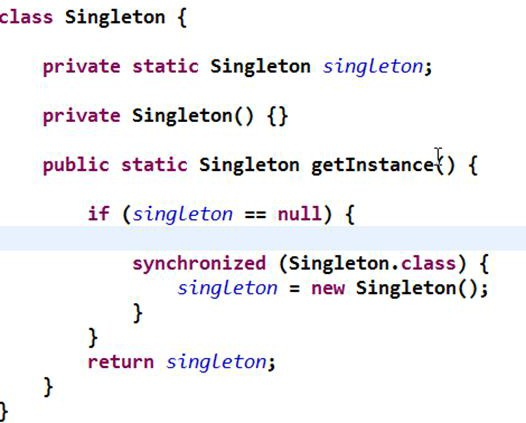 class Singleton {
private static Singleton singleton;
private Singleton() {}
public static Singleton getInstance() {
if (singleton == null) {
synchronized (Singleton.class) {
singleton = new Singleton();
}
}
return singleton;
}
}